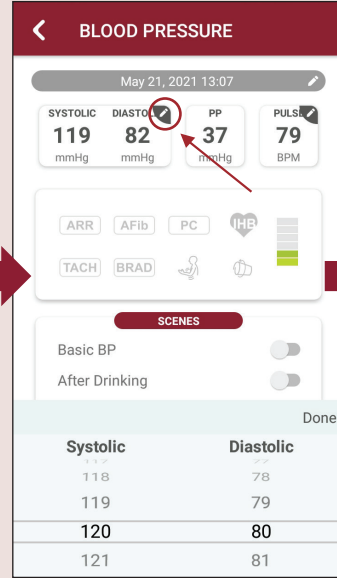 BLOOD PRESSURE
May 21, 2021 13:07
SYSTOLIC DIASTOL PP PULS
119 82 37 79
mmHg mmHg mmHg BPM
ARR AFib PC IHB
TACH BRAD
SCENES
Basic BP
After Drinking
Done
Systolic Diastolic
118 78
119 79
120 80
121 81